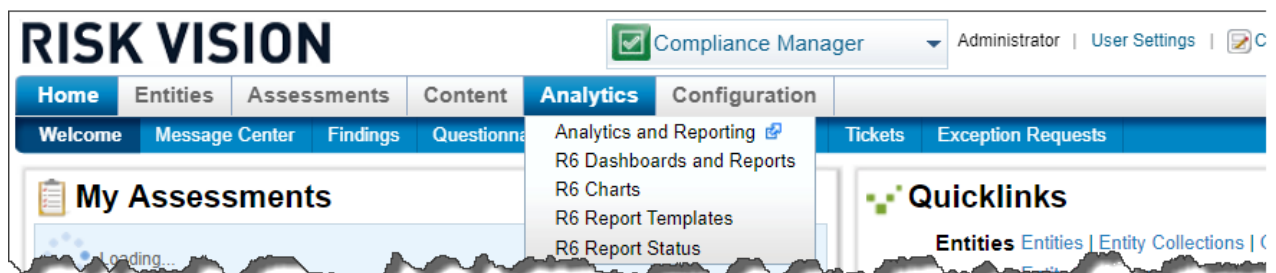 RISK VISION
Compliance Manager
Administrator | User Settings |
Home Entities Assessments Content Analytics Configuration
Welcome Message Center Findings Tickets Exception Requests
Analytics and Reporting
R6 Dashboards and Reports
R6 Charts
R6 Report Templates
R6 Report Status
My Assessments
Loading...
Quicklinks
Entities Entities | Entity Collections |